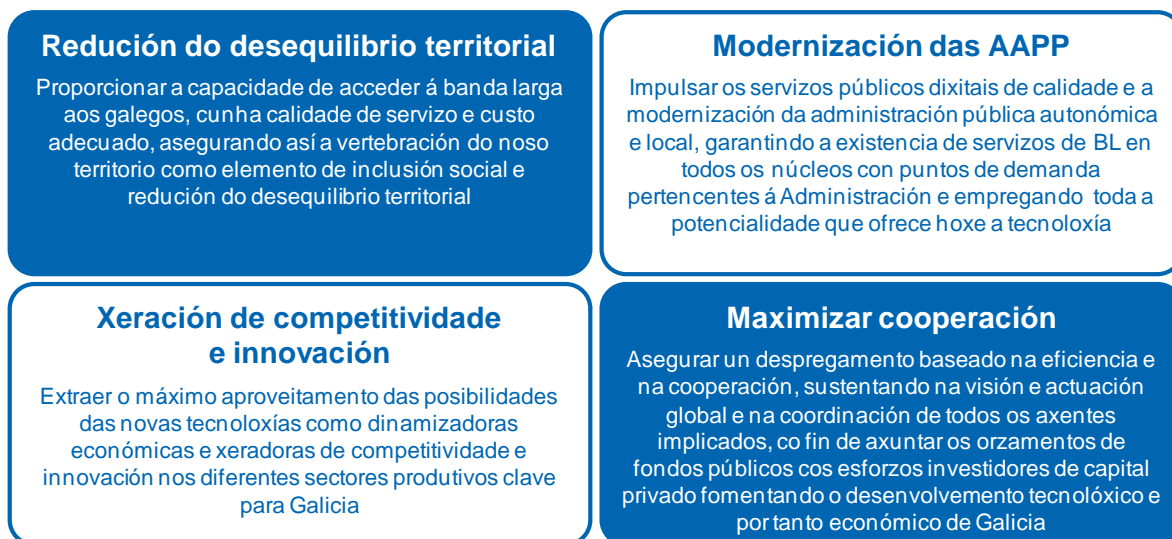 Redución do desequilibrio territorial
Proporcionar a capacidade de acceder á banda larga
aos galegos, cunha calidade de servizo e custo
adecuado, asegurando así a vertebración do noso
territorio como elemento de inclusión social e
redución do desequilibrio territorial
Modernización das AAPP
Impulsar os servizos públicos dixitais de calidade e a
modernización da administración pública autonómica
e local, garantindo a existencia de servizos de BL en
todos os núcleos con puntos de demanda
pertencentes á Administración e empregando toda a
potencialidade que ofrece hoxe a tecnoloxía
Xeración de competitividade
e innovación
Extraer o máximo aproveitamento das posibilidades
das novas tecnoloxías como dinamizadoras
económicas e xeradoras de competitividade e
innovación nos diferentes sectores produtivos clave
para Galicia
Maximizar cooperación
Asegurar un despregamento baseado na eficiencia e
na cooperación, sustentando na visión e actuación
global e na coordinación de todos os axentes
implicados, co fin de axuntar os orzamentos de
fondos públicos cos esforzos investidores de capital
privado fomentando o desenvolvemento tecnolóxico e
por tanto económico de Galicia